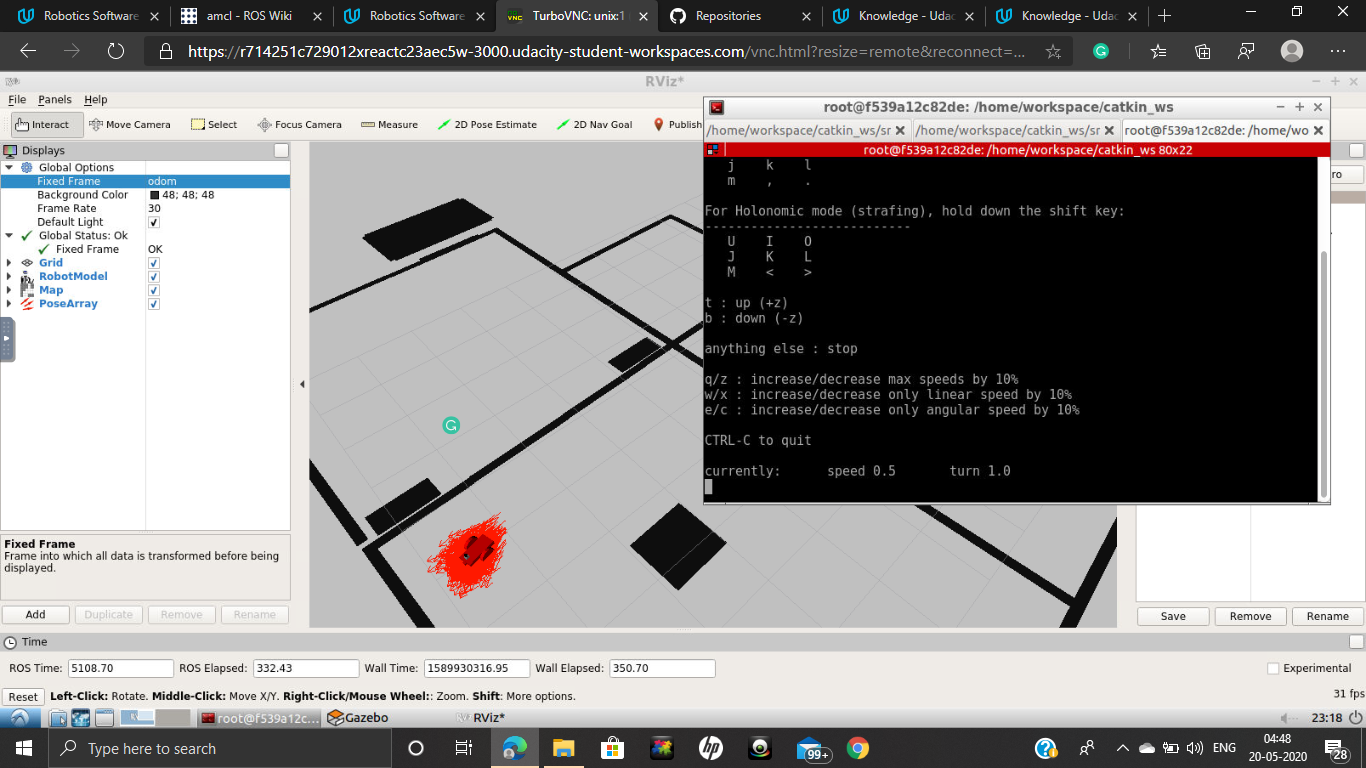 Robotics Software
amcl - ROS Wiki
Robotics Software
TurboVNC: unix:1
Repositories
Knowledge - Udac
Knowledge - Udac
https://r714251c729012xreactc23aec5w-3000.udacity-student-workspaces.com/vnc.html?resize=remote&reconnect=...
RViz*
File Panels Help
Interact Move Camera Select Focus Camera Measure 2D Pose Estimate 2D Nav Goal Publish
Displays
Global Options
Fixed Frame odom
Background Color 48; 48; 48
Frame Rate 30
Default Light
Global Status: Ok
Fixed Frame OK
Grid
RobotModel
Map
PoseArray
Fixed Frame
Frame into which all data is transformed before being
displayed.
Add Duplicate Remove Rename
root@f539a12c82de: /home/workspace/catkin_ws
/home/workspace/catkin_ws/sr /home/workspace/catkin_ws/sr root@f539a12c82de: /home/wo
root@f539a12c82de: /home/workspace/catkin_ws 80x22
j k l
m , .
For Holonomic mode (strafing), hold down the shift key:
---------------------------
U I O
J K L
M < >
t : up (+z)
b : down (-z)
anything else : stop
q/z : increase/decrease max speeds by 10%
w/x : increase/decrease only linear speed by 10%
e/c : increase/decrease only angular speed by 10%
CTRL-C to quit
currently: speed 0.5 turn 1.0
Save Remove Rename
Time
ROS Time: 5108.70 ROS Elapsed: 332.43 Wall Time: 1589930316.95 Wall Elapsed: 350.70 Experimental
Reset Left-Click: Rotate. Middle-Click: Move X/Y. Right-Click/Mouse Wheel:: Zoom. Shift: More options. 31 fps
root@f539a12c... Gazebo RViz* 23:18
Type here to search
hp
99+
ENG
04:48
20-05-2020
28